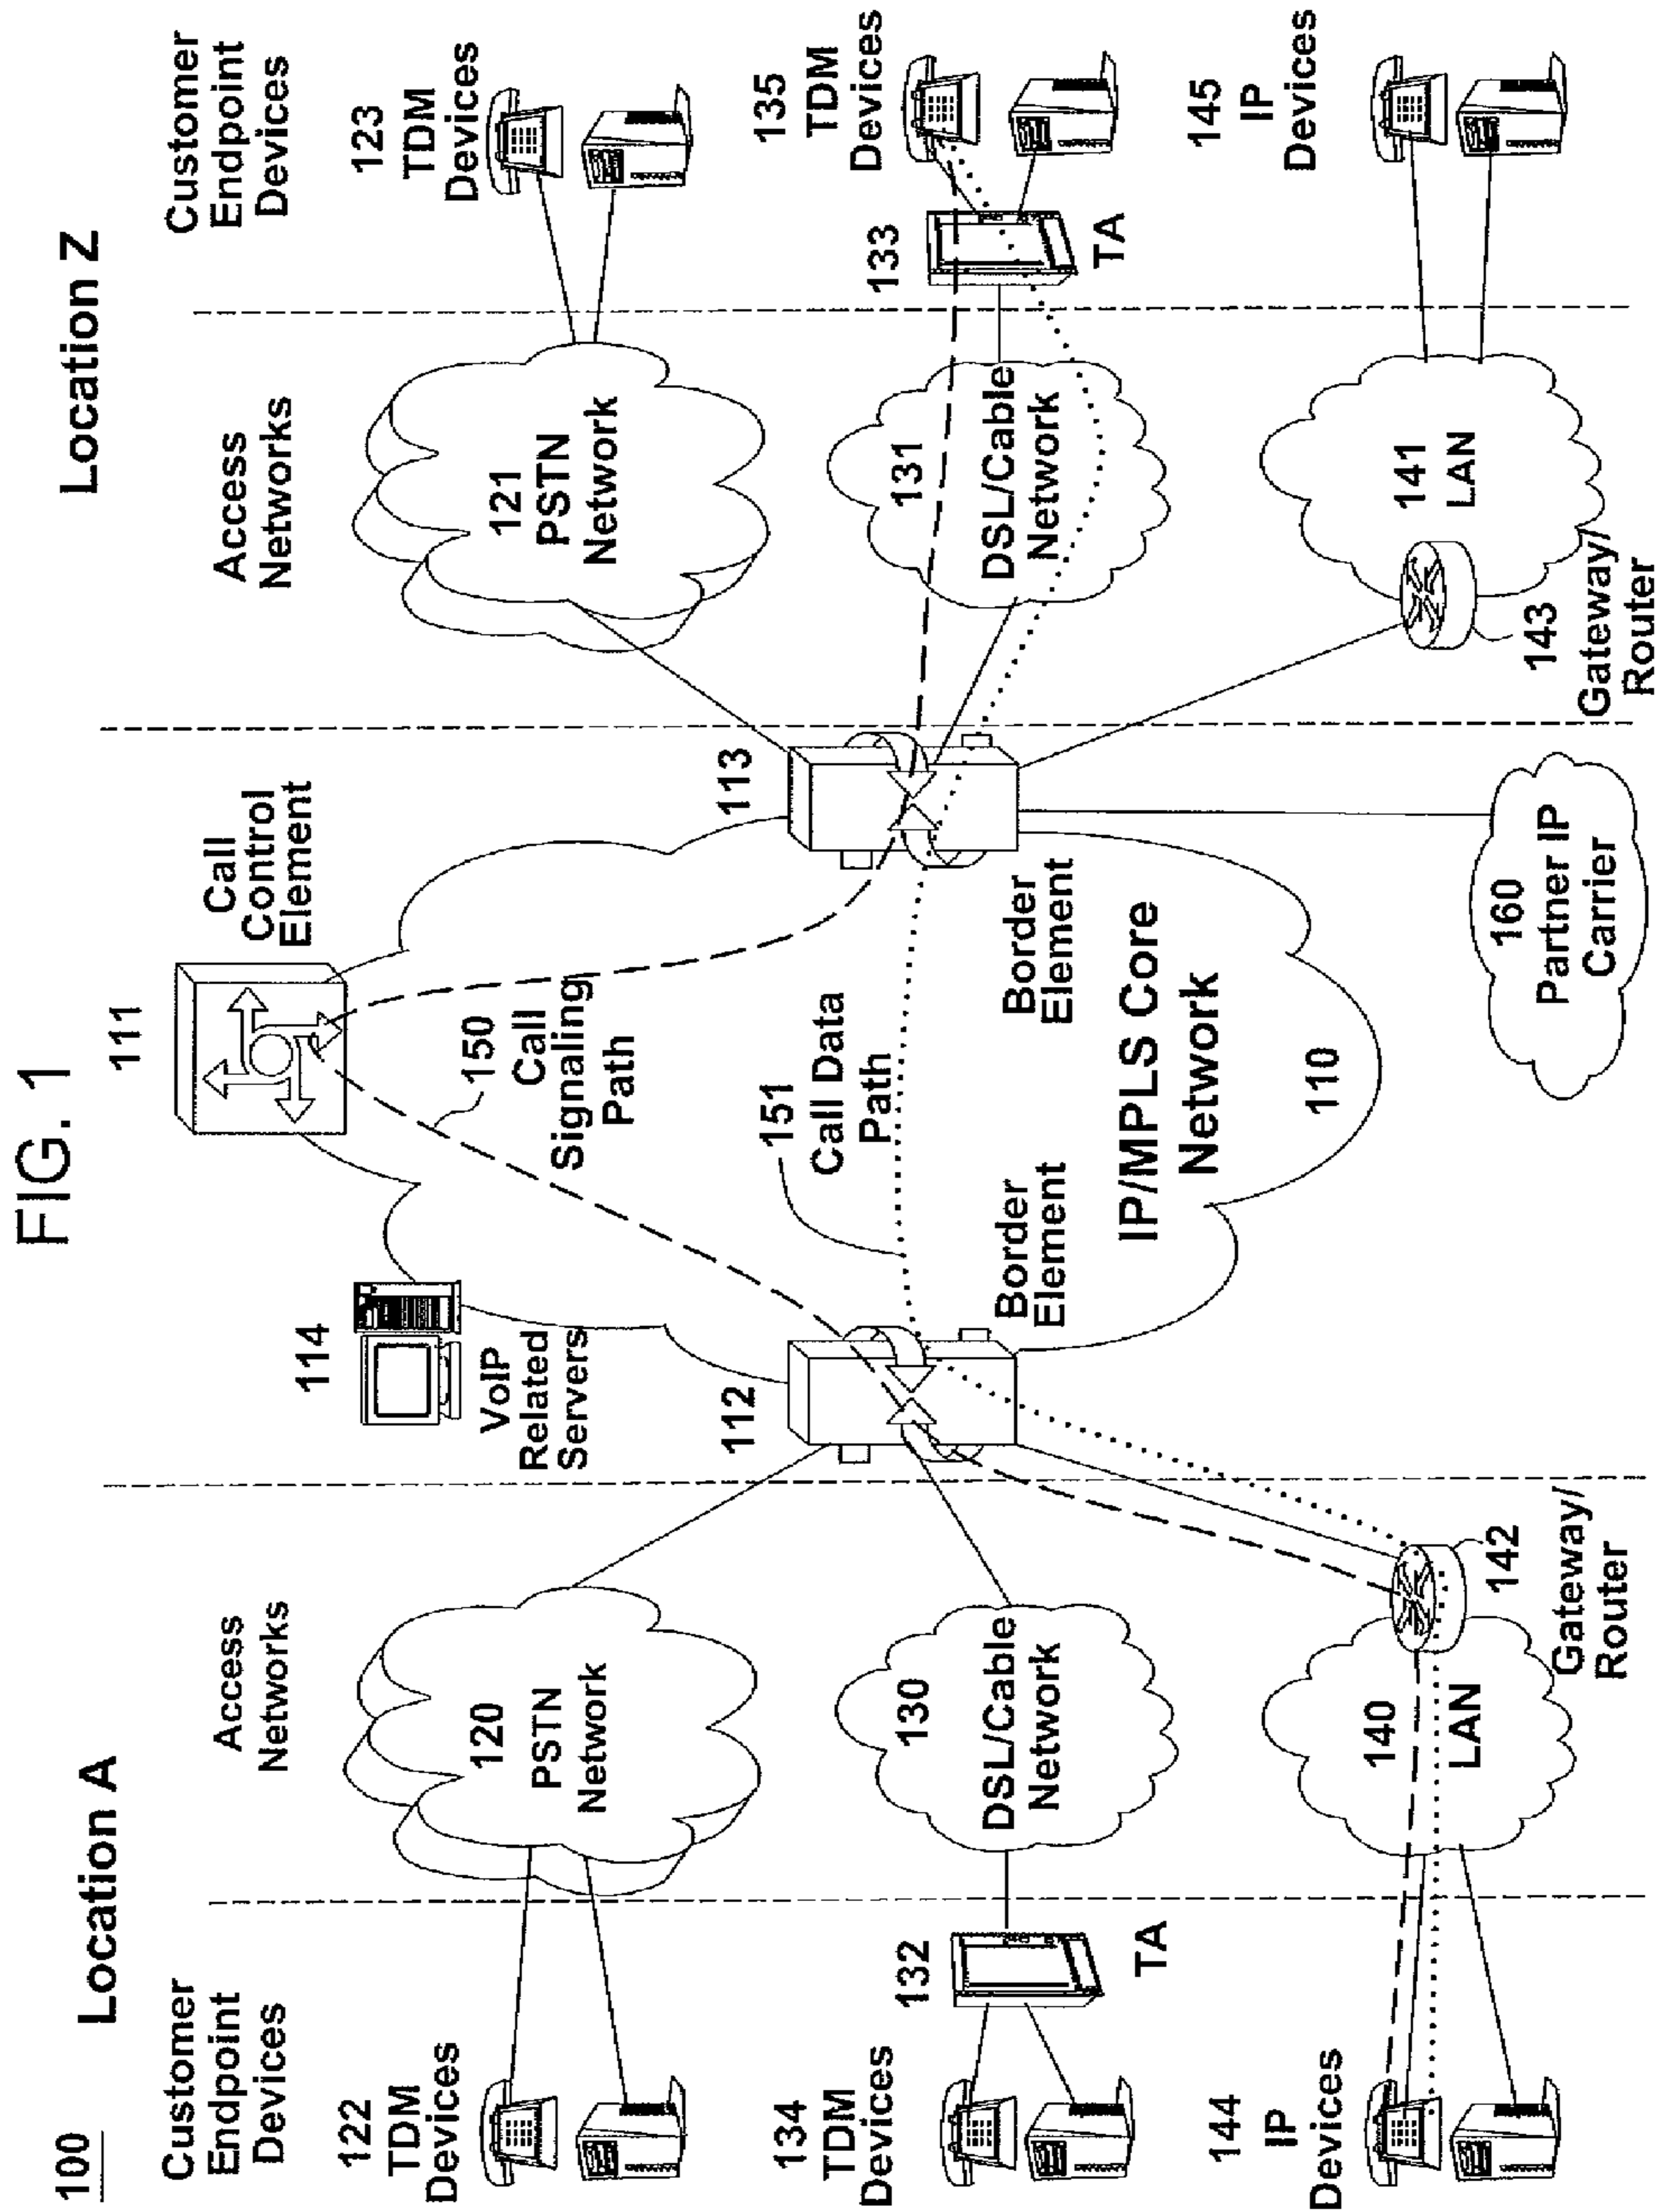 FIG. 1
100
Location A
Location Z
Customer
Endpoint
Devices
Access
Networks
111
Call
Control
Element
Access
Networks
Customer
Endpoint
Devices
122
TDM
Devices
120
PSTN
Network
114
VoIP
Related
Servers
150
Call
Signaling
Path
121
PSTN
Network
123
TDM
Devices
134
TDM
Devices
132
TA
130
DSL/Cable
Network
112
Border
Element
151
Call Data
Path
113
Border
Element
131
DSL/Cable
Network
133
TA
135
TDM
Devices
IP/MPLS Core
Network
110
144
IP
Devices
140
LAN
142
Gateway/
Router
160
Partner IP
Carrier
143
Gateway/
Router
141
LAN
145
IP
Devices